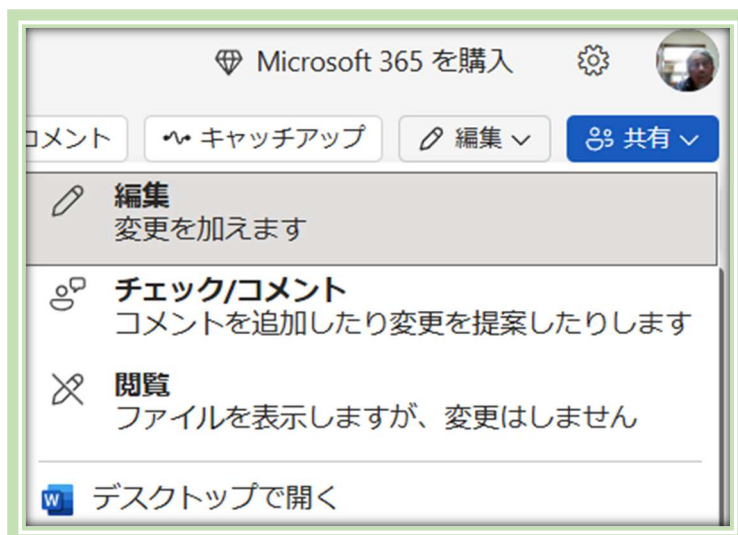 Microsoft 365 を購入
コメント
キャッチアップ
編集
共有
編集
変更を加えます
チェック/コメント
コメントを追加したり変更を提案したりします
閲覧
ファイルを表示しますが、変更はしません
W
デスクトップで開く